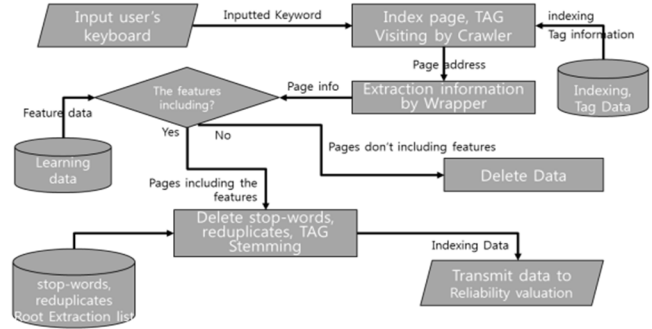 Input user's
keyboard
Inputted Keyword
Index page, TAG
Visiting by Crawler
indexing
Tag information
Page address
Indexing,
Tag Data
Extraction information
by Wrapper
Page info
The features
including?
Feature data
Learning
data
Yes
No
Pages don't including features
Delete Data
Pages including the
features
Delete stop-words,
reduplicates, TAG
Stemming
Indexing Data
Transmit data to
Reliability valuation
stop-words,
reduplicates
Root Extraction list